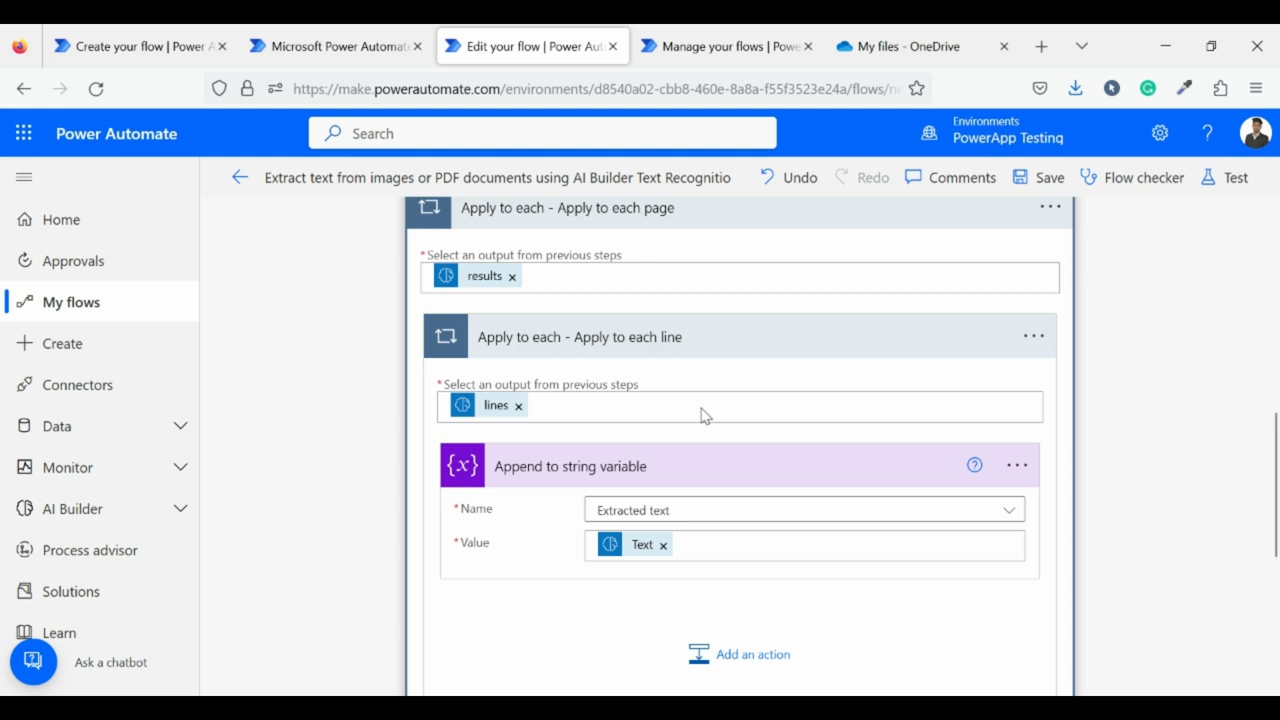 Create your flow | Power A
Microsoft Power Automat
Edit your flow | Power Aut
Manage your flows | Powe
My files - OneDrive
https://make.powerautomate.com/environments/d8540a02-cbb8-460e-8a8a-f55f3523e24a/flows/n
Power Automate
Search
Environments
PowerApp Testing
Extract text from images or PDF documents using AI Builder Text Recognitio
Undo
Redo
Comments
Save
Flow checker
Test
Home
Approvals
My flows
Create
Connectors
Data
Monitor
AI Builder
Process advisor
Solutions
Learn
Ask a chatbot
Apply to each - Apply to each page
* Select an output from previous steps
results
Apply to each - Apply to each line
* Select an output from previous steps
lines
{x} Append to string variable
* Name
Extracted text
* Value
Text
Add an action